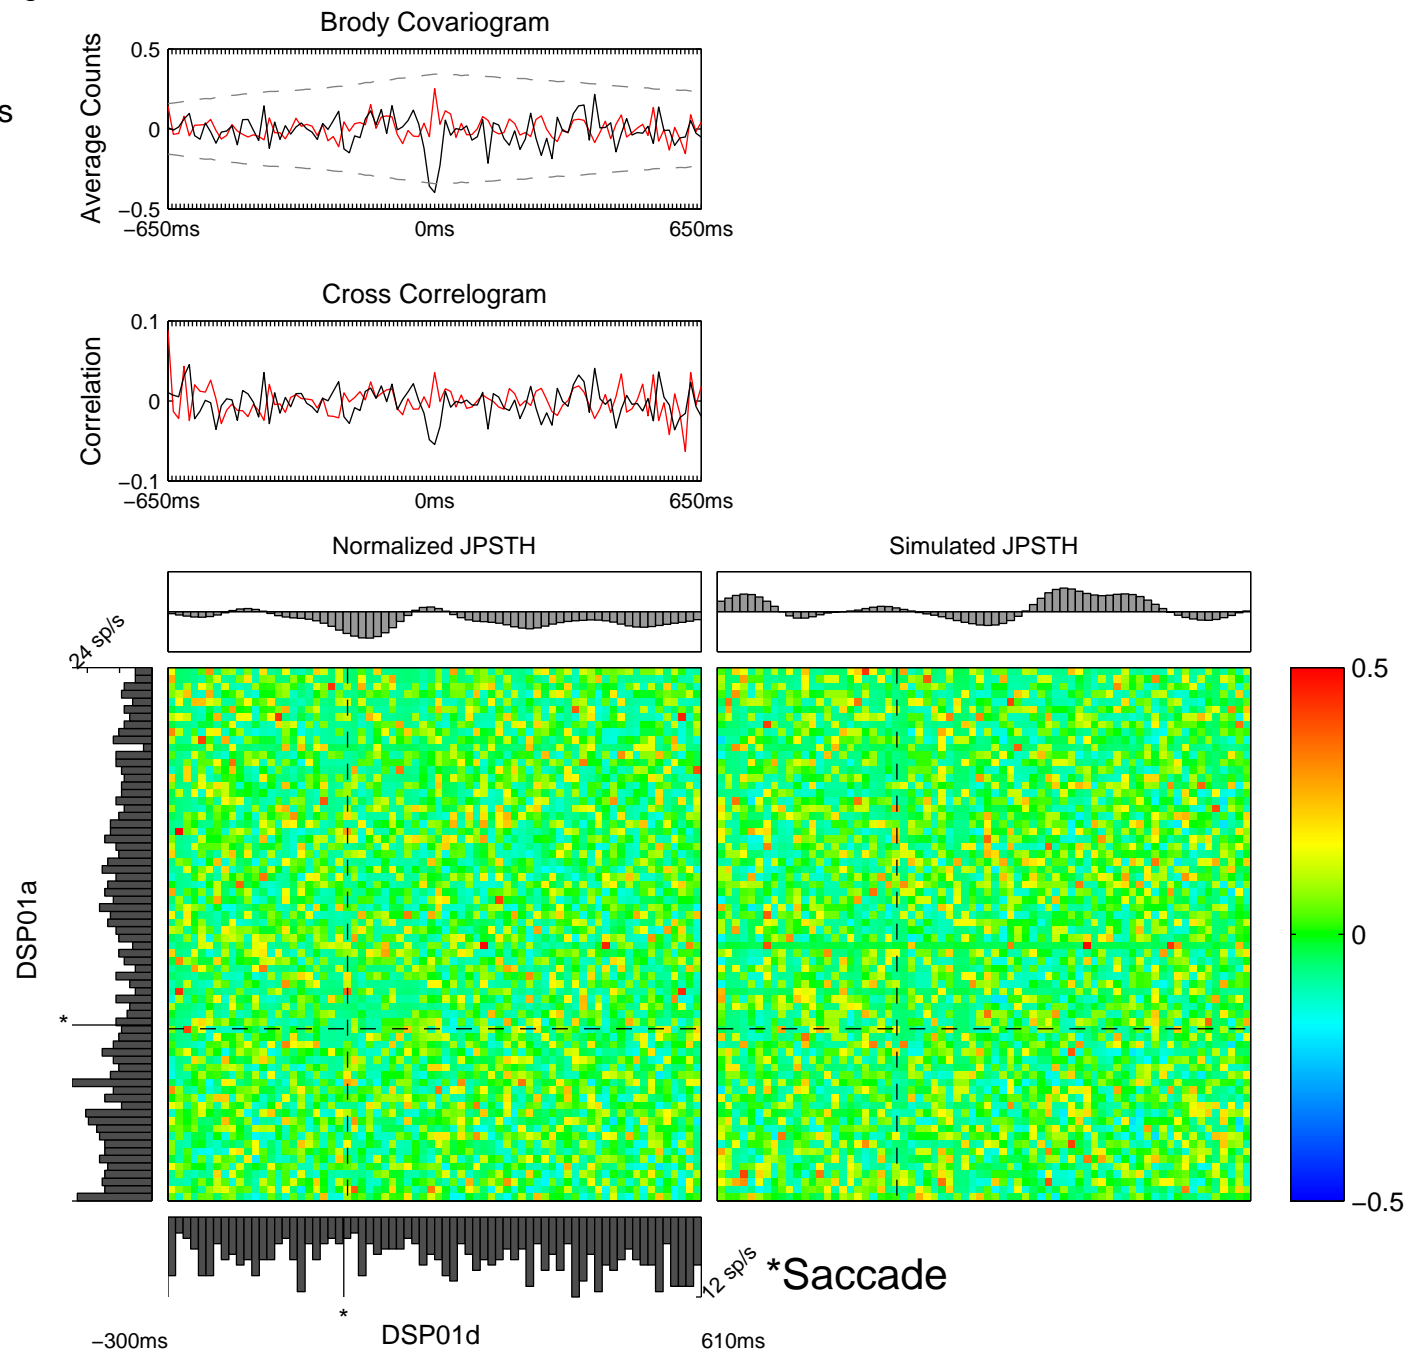 g
Brody Covariogram
s
Average Counts
0.5
0
−0.5
−650ms
0ms
650ms
Cross Correlogram
Correlation
0.1
0
−0.1
−650ms
0ms
650ms
Normalized JPSTH
Simulated JPSTH
24 sp/s
DSP01a
*
0.5
0
−0.5
12 sp/s
*Saccade
*
DSP01d
−300ms
610ms